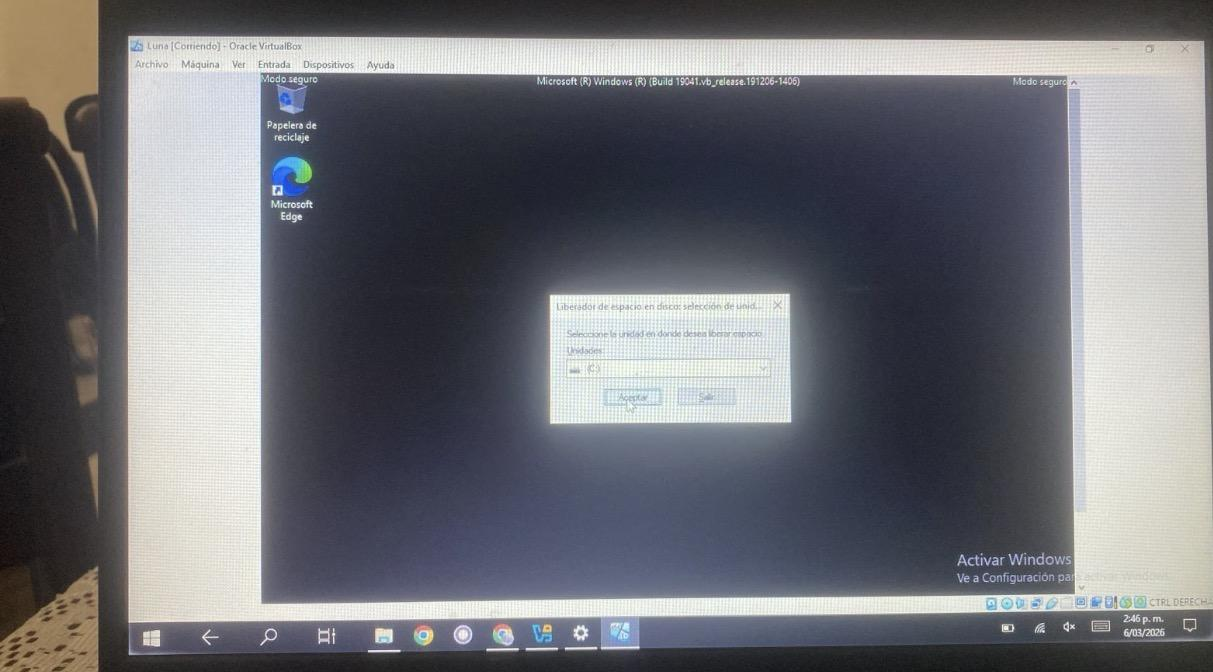 Luna [Corriendo] - Oracle VirtualBox
Archivo Máquina Ver Entrada Dispositivos Ayuda
Modo seguro
Microsoft (R) Windows (R) (Build 19041.vb_release.191206-1406)
Modo seguro
Papelera de
reciclaje
Microsoft
Edge
Liberador de espacio en disco: selección de unid...
Seleccione la unidad en donde desea liberar espacio.
Unidades:
(C:)
Aceptar
Salir
Activar Windows
Ve a Configuración para activar Windows.
CTRL DERECHA
2:46 p. m.
6/03/2026